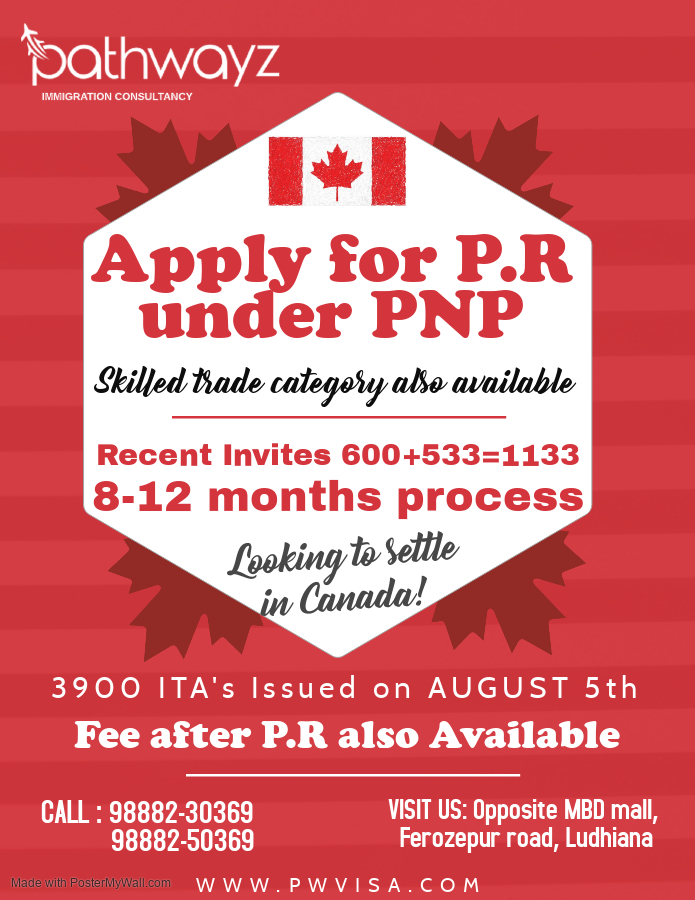 pathwayz
IMMIGRATION CONSULTANCY
Apply for P.R
under PNP
Skilled trade category also available
Recent Invites 600+533=1133
8-12 months process
Looking to settle
in Canada!
3900 ITA's Issued on AUGUST 5th
Fee after P.R also Available
CALL : 98882-30369
98882-50369
VISIT US: Opposite MBD mall,
Ferozepur road, Ludhiana
Made with PosterMyWall.com
WWW.PWVISA.COM